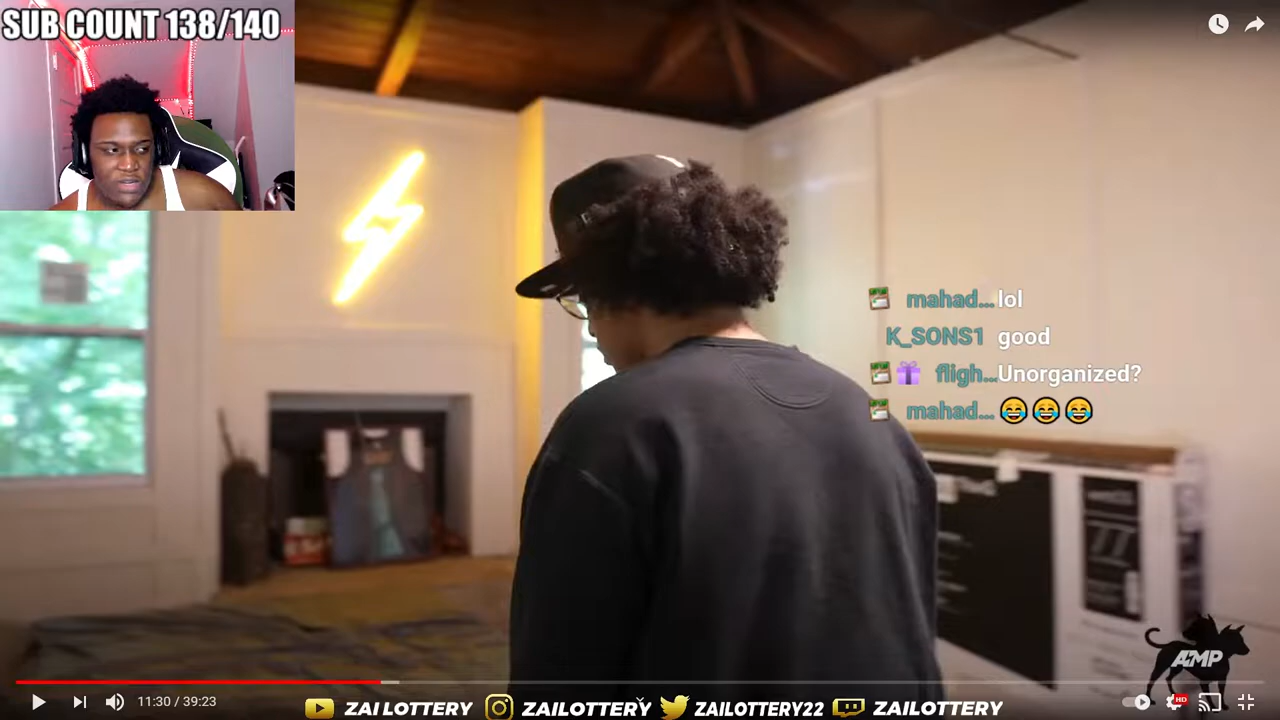 SUB COUNT 138/140
mahad... lol
K_SONS1 good
fligh... Unorganized?
mahad... 😂😂😂
AMP
11:30 / 39:23
HD
ZAI LOTTERY
ZAILOTTERY
ZAILOTTERY22
ZAILOTTERY